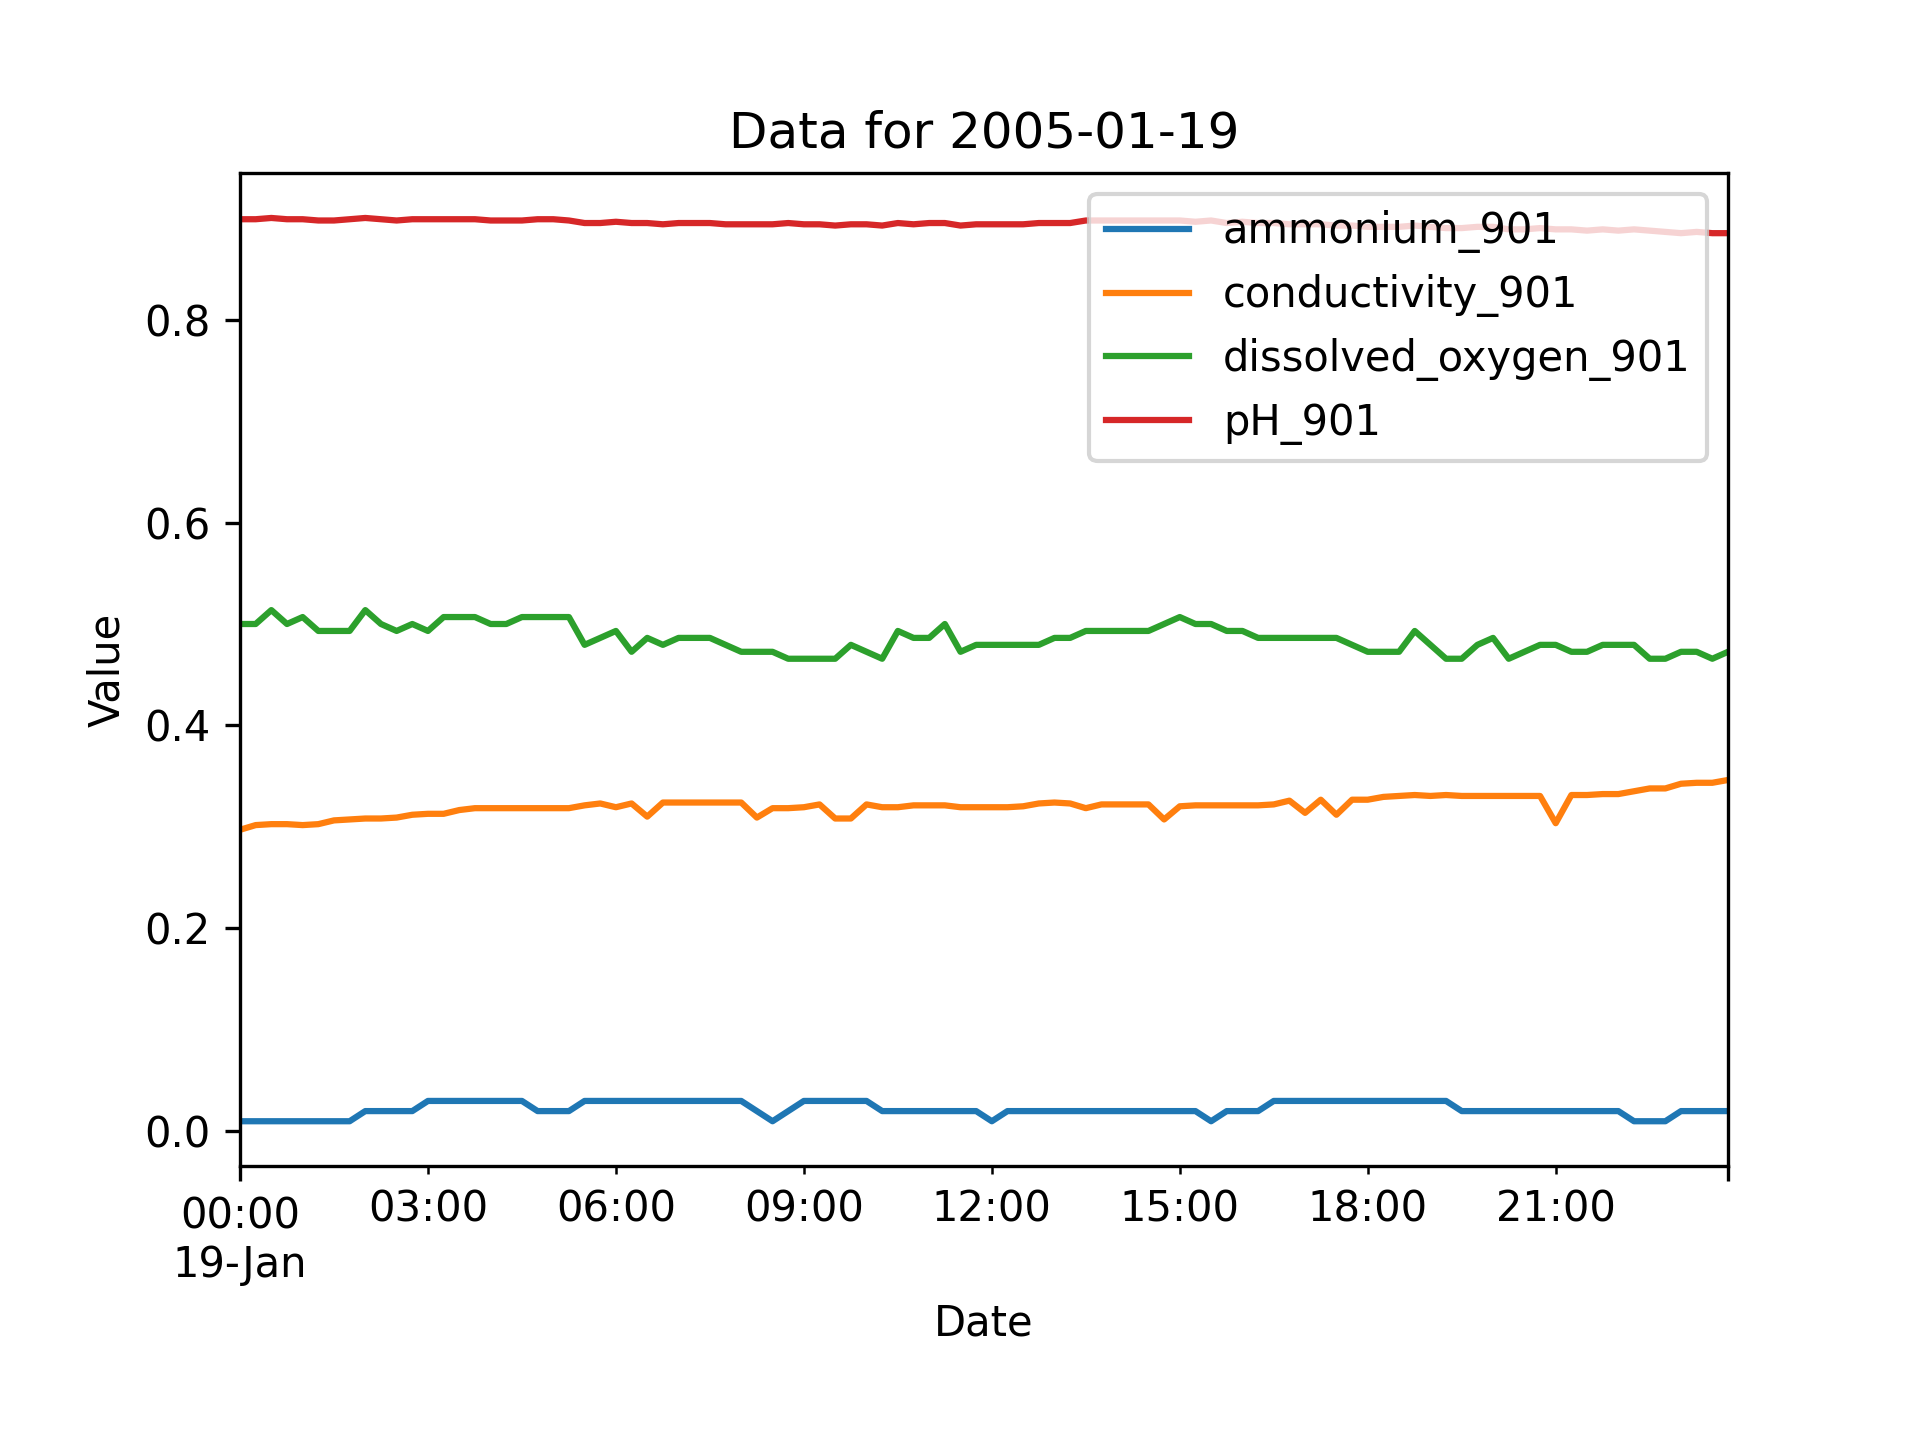 Data for 2005-01-19
ammonium_901
conductivity_901
dissolved_oxygen_901
pH_901
0.8
0.6
0.4
0.2
0.0
Value
00:00 03:00 06:00 09:00 12:00 15:00 18:00 21:00
19-Jan
Date